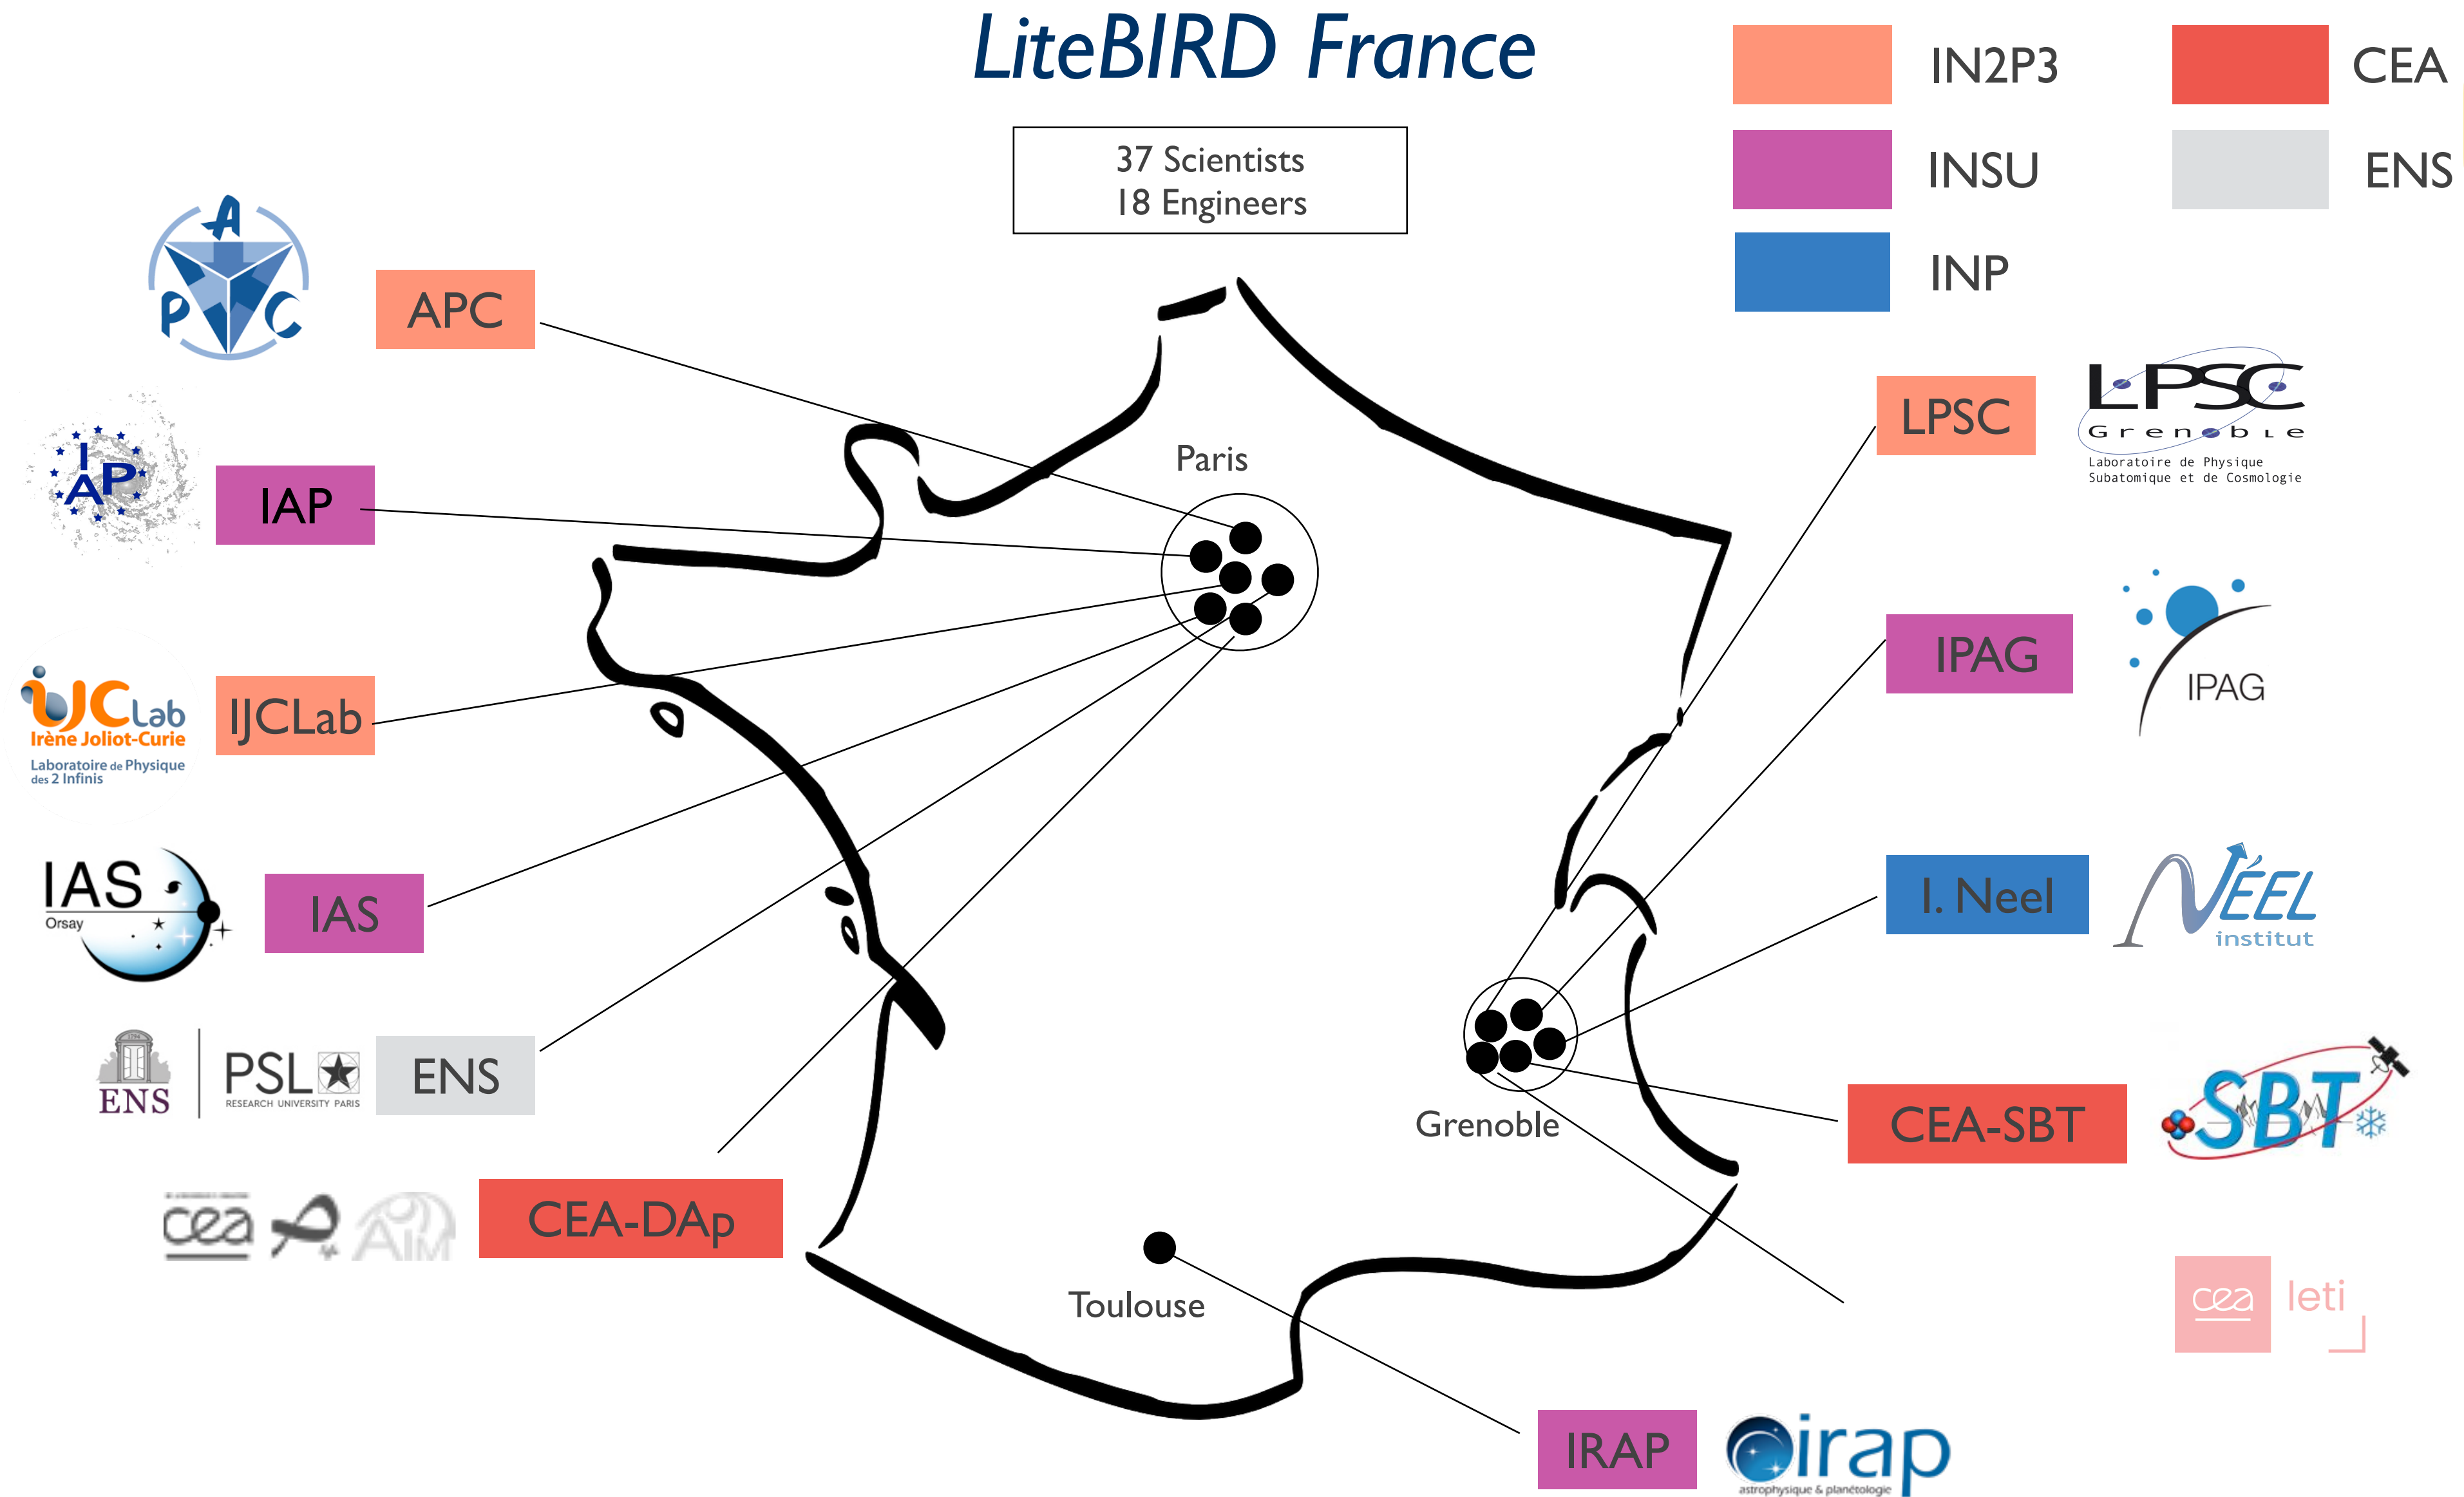 LiteBIRD France
37 Scientists
18 Engineers
IN2P3
CEA
INSU
ENS
INP
A
P C
APC
I
AP
IAP
Paris
LPSC
LPSC
Grenoble
Laboratoire de Physique
Subatomique et de Cosmologie
IJCLab
Irène Joliot-Curie
Laboratoire de Physique
des 2 Infinis
IJCLab
IPAG
IPAG
IAS
Orsay
IAS
I. Neel
NÉEL
institut
ENS
PSL
RESEARCH UNIVERSITY PARIS
ENS
Grenoble
CEA-SBT
SBT
cea
AIM
CEA-DAp
Toulouse
cea
leti
IRAP
irap
astrophysique & planétologie